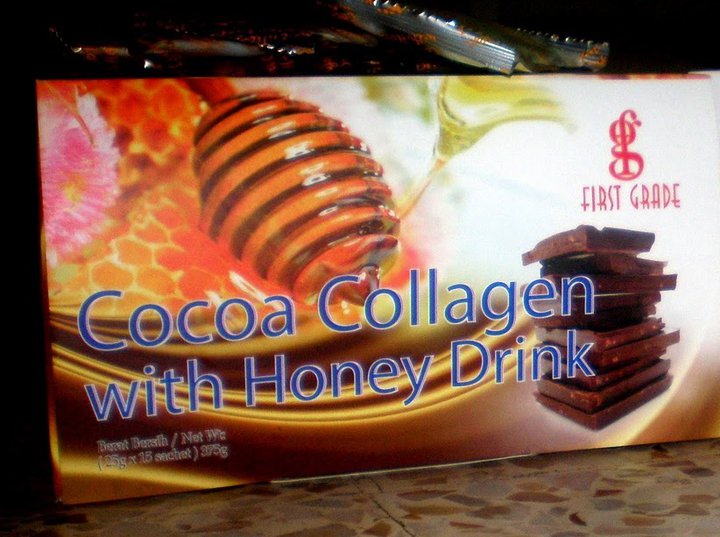 FIRST GRADE
Cocoa Collagen
with Honey Drink
Berat Bersih / Net Wt:
( 25g x 15 sachet ) 375g